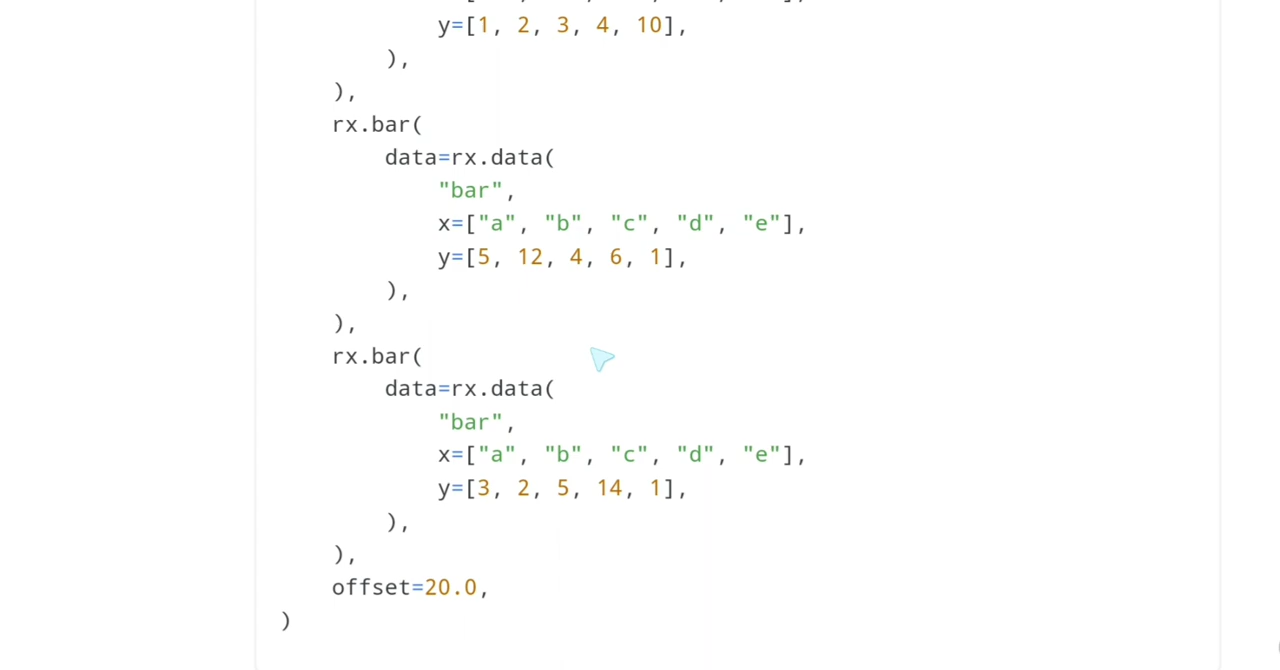 y=[1, 2, 3, 4, 10],
),
),
rx.bar(
data=rx.data(
"bar",
x=["a", "b", "c", "d", "e"],
y=[5, 12, 4, 6, 1],
),
),
rx.bar(
data=rx.data(
"bar",
x=["a", "b", "c", "d", "e"],
y=[3, 2, 5, 14, 1],
),
),
offset=20.0,
)